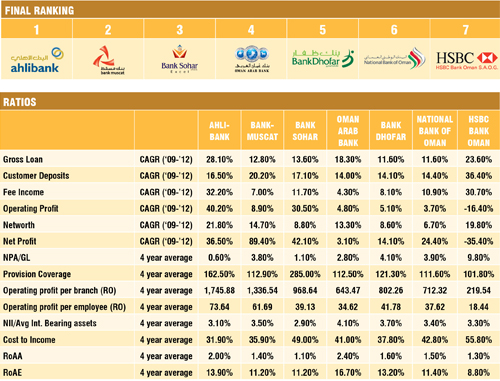 FINAL RANKING
1 2 3 4 5 6 7
ahlibank
bank muscat
Bank Sohar
Excel
OMAN ARAB BANK
BankDhofar
بنك ظفار
National Bank of Oman
HSBC
HSBC Bank Oman S.A.O.G.
RATIOS
AHLI-BANK BANK-MUSCAT BANK SOHAR OMAN ARAB BANK BANK DHOFAR NATIONAL BANK OF OMAN HSBC BANK OMAN
Gross Loan CAGR ('09-'12) 28.10% 12.80% 13.60% 18.30% 11.60% 11.60% 23.60%
Customer Deposits CAGR ('09-'12) 16.50% 20.20% 17.10% 14.00% 14.10% 14.40% 36.40%
Fee Income CAGR ('09-'12) 32.20% 7.00% 11.70% 4.30% 8.10% 10.90% 30.70%
Operating Profit CAGR ('09-'12) 40.20% 8.90% 30.50% 4.80% 5.10% 3.70% -16.40%
Networth CAGR ('09-'12) 21.80% 14.70% 8.80% 13.30% 8.60% 6.70% 19.80%
Net Profit CAGR ('09-'12) 36.50% 89.40% 42.10% 3.10% 14.10% 24.40% -35.40%
NPA/GL 4 year average 0.60% 3.80% 1.10% 2.80% 4.10% 3.90% 9.80%
Provision Coverage 4 year average 162.50% 112.90% 285.00% 112.50% 121.30% 111.60% 101.80%
Operating profit per branch (RO) 4 year average 1,745.88 1,336.54 968.64 643.47 802.26 712.32 219.54
Operating profit per employee (RO) 4 year average 73.64 61.69 39.13 34.62 41.78 37.62 18.44
NII/Avg Int. Bearing assets 4 year average 3.10% 3.50% 2.90% 4.10% 3.70% 3.40% 3.30%
Cost to Income 4 year average 31.90% 35.90% 49.00% 41.00% 37.80% 42.80% 55.80%
RoAA 4 year average 2.00% 1.40% 1.10% 2.40% 1.60% 1.50% 1.30%
RoAE 4 year average 13.90% 11.20% 11.20% 16.70% 13.20% 11.40% 8.80%